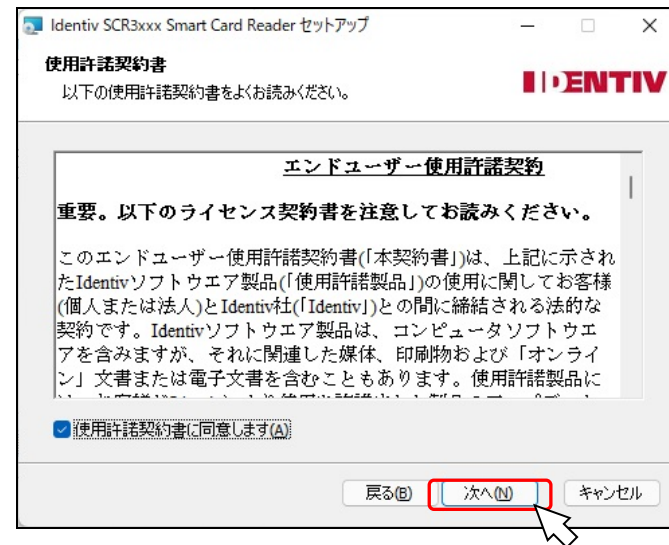 Identiv SCR3xxx Smart Card Reader セットアップ
使用許諾契約書
以下の使用許諾契約書をよくお読みください。
IDENTIV
エンドユーザー使用許諾契約
重要。以下のライセンス契約書を注意してお読みください。
このエンドユーザー使用許諾契約書(「本契約書」)は、上記に示され
たIdentivソフトウエア製品(「使用許諾製品」)の使用に関してお客様
(個人または法人)とIdentiv社(「Identiv」)との間に締結される法的な
契約です。Identivソフトウエア製品は、コンピュータソフトウエ
アを含みますが、それに関連した媒体、印刷物および「オンライ
ン」文書または電子文書を含むこともあります。使用許諾製品に
使用許諾契約書に同意します(A)
戻る(B) 次へ(N) キャンセル